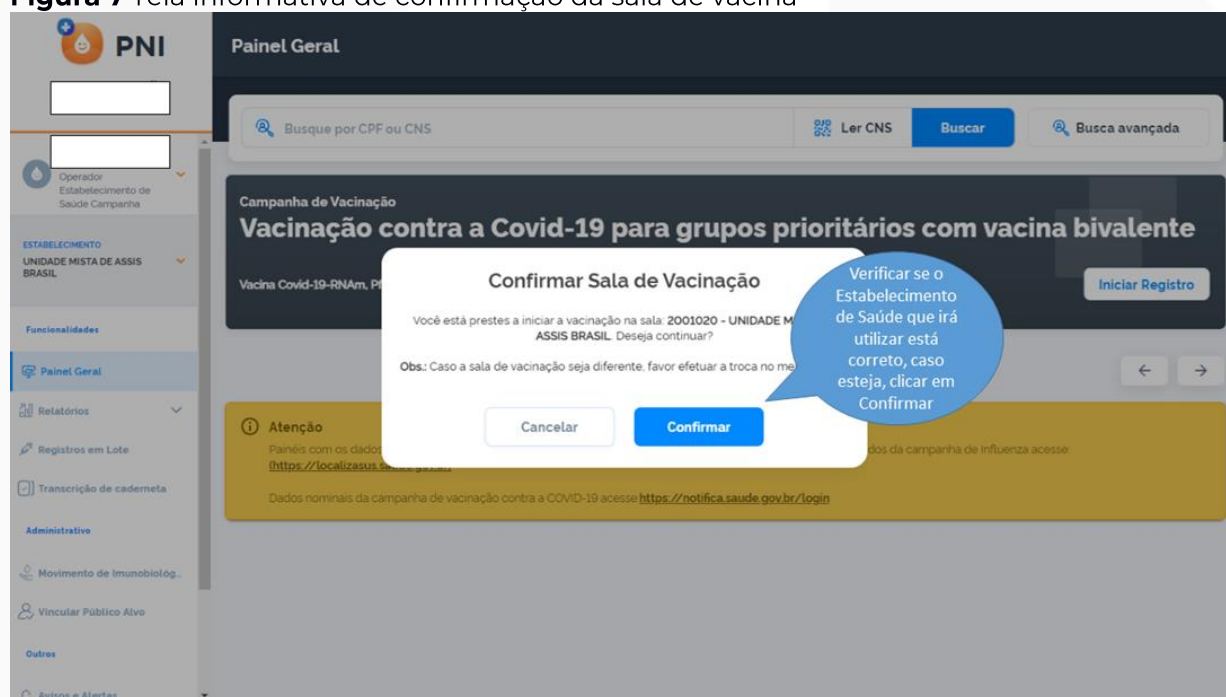 Figura 7 Tela informativa de confirmação da sala de vacina
PNI
Painel Geral
Busque por CPF ou CNS
Ler CNS
Buscar
Busca avançada
Operador
Estabelecimento de
Saúde Campanha
ESTABELECIMENTO
UNIDADE MISTA DE ASSIS
BRASIL
Funcionalidades
Painel Geral
Relatórios
Registros em Lote
Transcrição de caderneta
Administrativo
Movimento de Imunobiológ...
Vincular Público Alvo
Outros
Avisos e Alertas
Campanha de Vacinação
Vacinação contra a Covid-19 para grupos prioritários com vacina bivalente
Vacina Covid-19-RNAm, Pf
Iniciar Registro
Confirmar Sala de Vacinação
Você está prestes a iniciar a vacinação na sala: 2001020 - UNIDADE M
ASSIS BRASIL. Deseja continuar?
Obs.: Caso a sala de vacinação seja diferente, favor efetuar a troca no me
Cancelar
Confirmar
Verificar se o
Estabelecimento
de Saúde que irá
utilizar está
correto, caso
esteja, clicar em
Confirmar
Atenção
Painéis com os dados dos da campanha de influenza acesse:
(https://localizasus.sa
Dados nominais da campanha de vacinação contra a COVID-19 acesse https://notifica.saude.gov.br/login